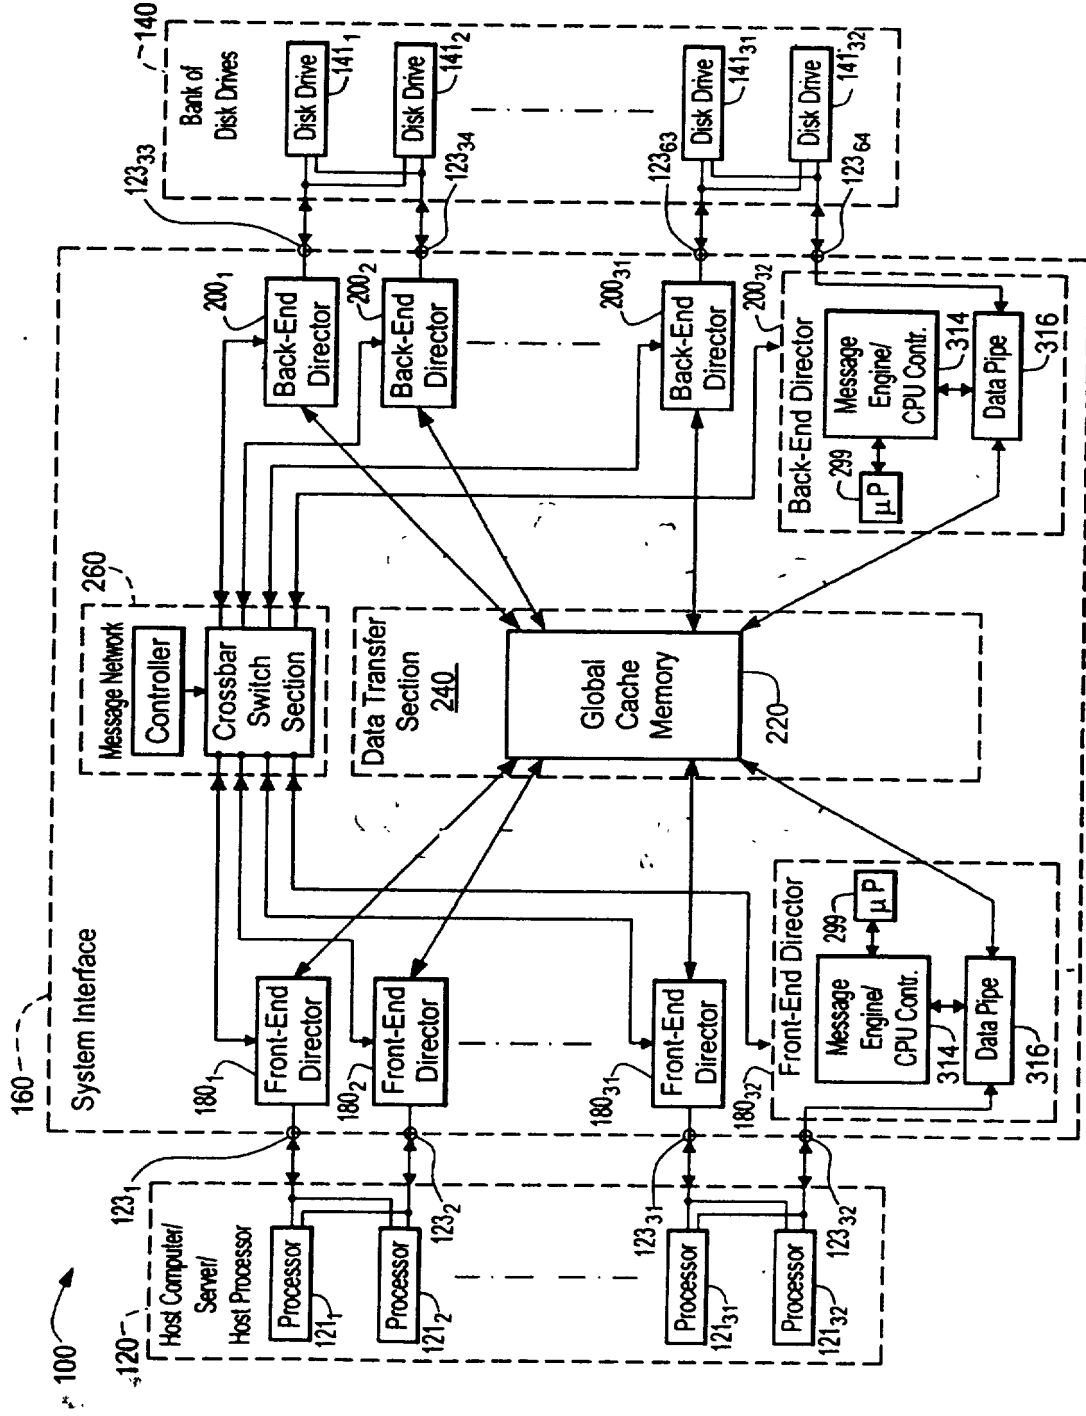 100
120
Host Computer/
Server/
Host Processor
Processor
121₁
Processor
121₂
Processor
121₃₁
Processor
121₃₂
123₁
123₂
123₃₁
123₃₂
160
System Interface
180₁
Front-End
Director
180₂
Front-End
Director
180₃₁
Front-End
Director
180₃₂
Front-End Director
Message
Engine/
CPU Contr.
314
299
μP
Data Pipe
316
260
Message Network
Controller
Crossbar
Switch
Section
Data Transfer
Section
240
Global
Cache
Memory
220
200₁
Back-End
Director
200₂
Back-End
Director
200₃₁
Back-End
Director
200₃₂
Back-End Director
299
μP
Message
Engine/
CPU Contr.
314
Data Pipe
316
123₃₃
123₃₄
123₆₃
123₆₄
140
Bank of
Disk Drives
Disk Drive
141₁
Disk Drive
141₂
Disk Drive
141₃₁
Disk Drive
141₃₂